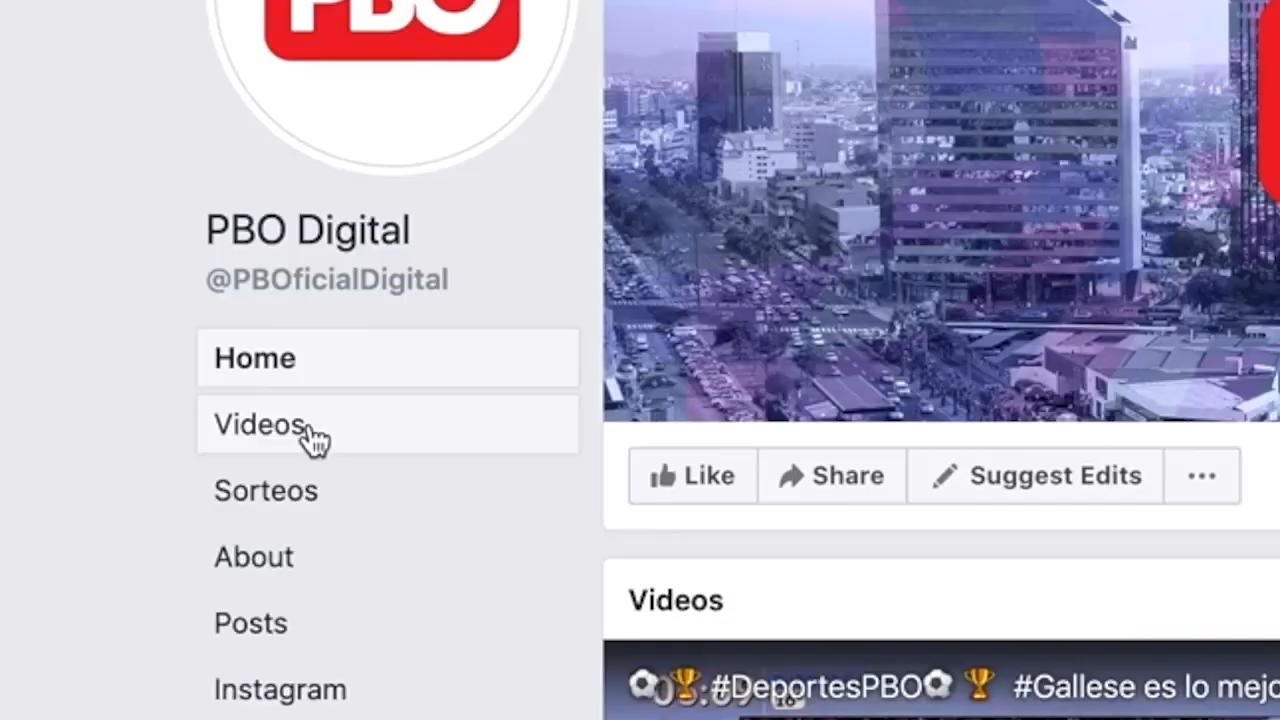 PBO
PBO Digital
@PBOficialDigital
Home
Videos
Sorteos
About
Posts
Instagram
Like
Share
Suggest Edits
Videos
⚽🏆 #DeportesPBO⚽🏆 #Gallese es lo mejo